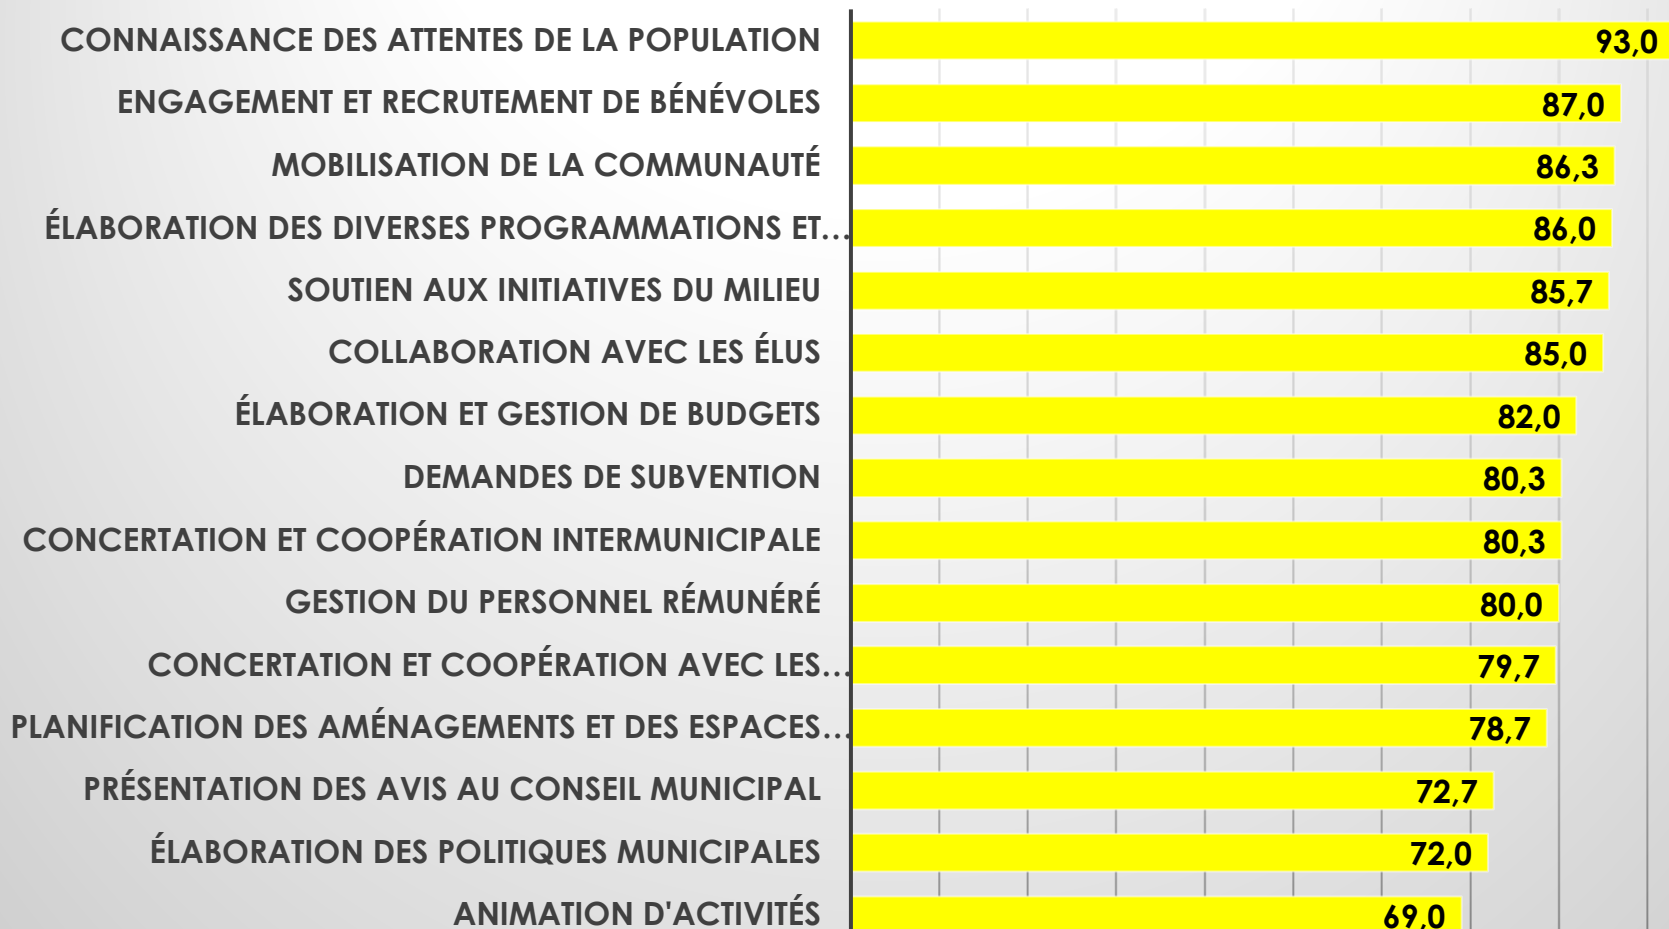 CONNAISSANCE DES ATTENTES DE LA POPULATION 93,0
ENGAGEMENT ET RECRUTEMENT DE BÉNÉVOLES 87,0
MOBILISATION DE LA COMMUNAUTÉ 86,3
ÉLABORATION DES DIVERSES PROGRAMMATIONS ET… 86,0
SOUTIEN AUX INITIATIVES DU MILIEU 85,7
COLLABORATION AVEC LES ÉLUS 85,0
ÉLABORATION ET GESTION DE BUDGETS 82,0
DEMANDES DE SUBVENTION 80,3
CONCERTATION ET COOPÉRATION INTERMUNICIPALE 80,3
GESTION DU PERSONNEL RÉMUNÉRÉ 80,0
CONCERTATION ET COOPÉRATION AVEC LES… 79,7
PLANIFICATION DES AMÉNAGEMENTS ET DES ESPACES… 78,7
PRÉSENTATION DES AVIS AU CONSEIL MUNICIPAL 72,7
ÉLABORATION DES POLITIQUES MUNICIPALES 72,0
ANIMATION D'ACTIVITÉS 69,0